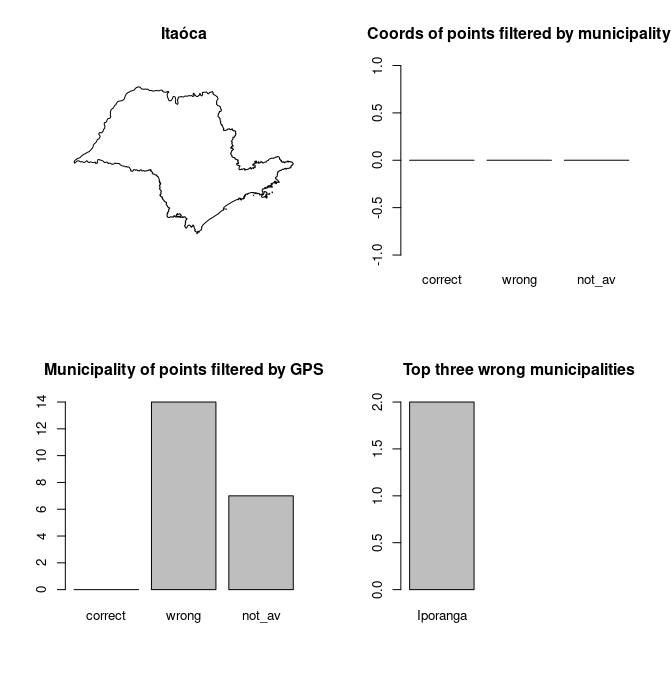 Itaóca
Coords of points filtered by municipality
1.0
0.5
0.0
-0.5
-1.0
correct wrong not_av
Municipality of points filtered by GPS
14
12
10
8
6
4
2
0
correct wrong not_av
Top three wrong municipalities
2.0
1.5
1.0
0.5
0.0
Iporanga